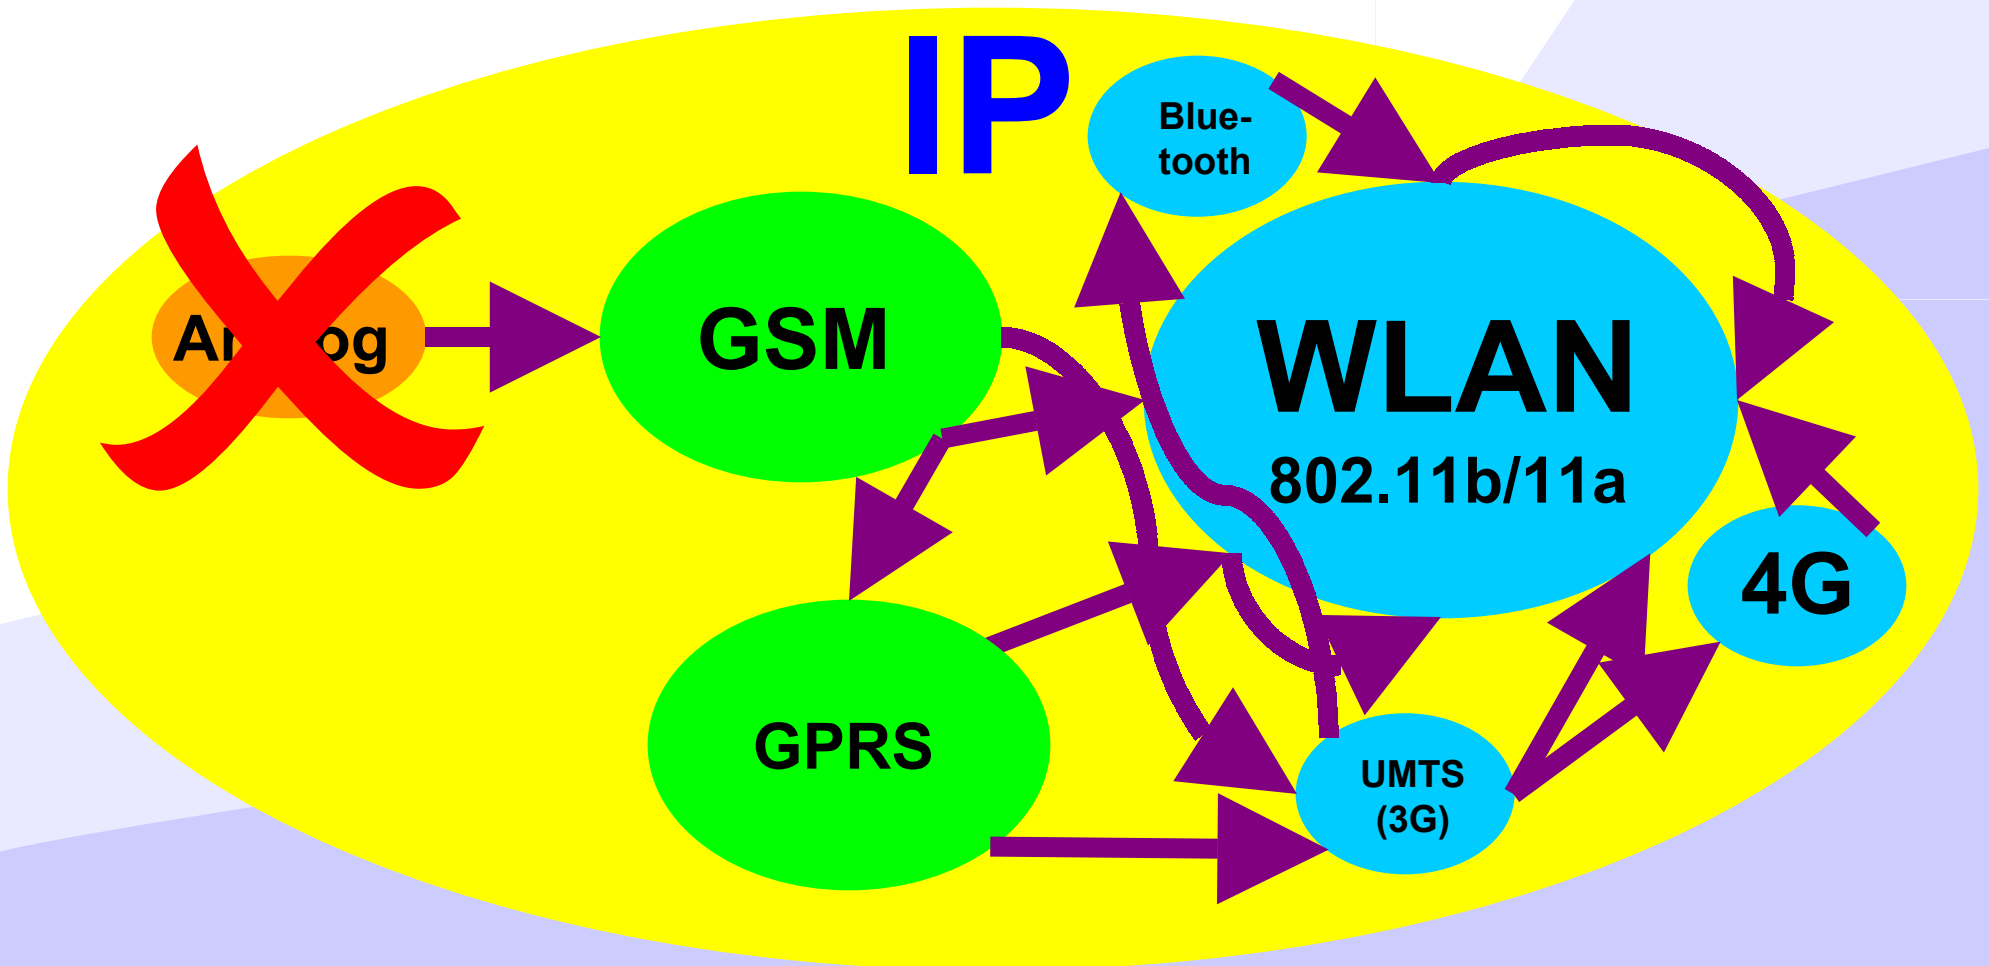 IP
Blue-
tooth
GSM
WLAN
802.11b/11a
4G
GPRS
UMTS
(3G)